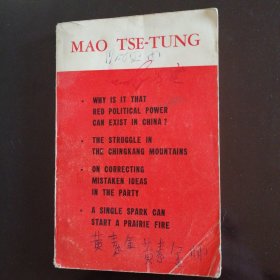 MAO TSE-TUNG
• WHY IS IT THAT
RED POLITICAL POWER
CAN EXIST IN CHINA?
• THE STRUGGLE IN
THE CHINGKANG MOUNTAINS
• ON CORRECTING
MISTAKEN IDEAS
IN THE PARTY
• A SINGLE SPARK CAN
START A PRAIRIE FIRE